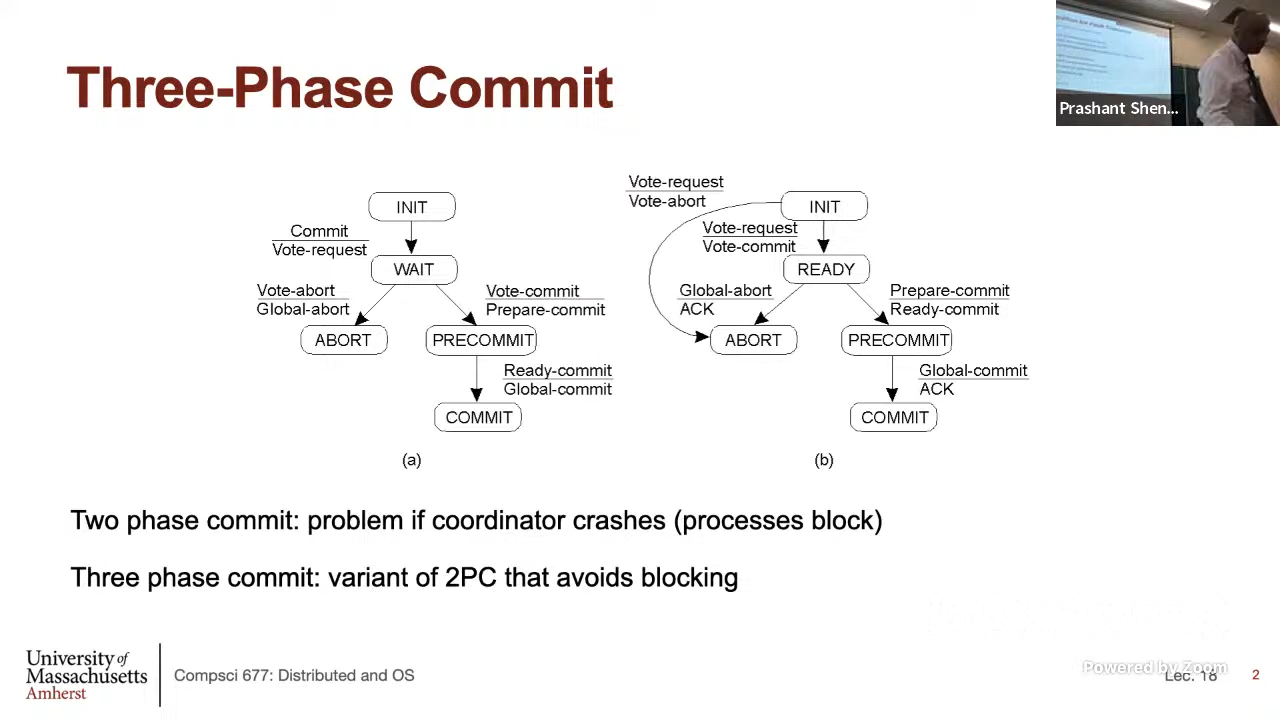 Three-Phase Commit
Prashant Shen...
INIT
Commit
Vote-request
WAIT
Vote-abort
Global-abort
Vote-commit
Prepare-commit
ABORT
PRECOMMIT
Ready-commit
Global-commit
COMMIT
(a)
Vote-request
Vote-abort
INIT
Vote-request
Vote-commit
READY
Global-abort
ACK
Prepare-commit
Ready-commit
ABORT
PRECOMMIT
Global-commit
ACK
COMMIT
(b)
Two phase commit: problem if coordinator crashes (processes block)
Three phase commit: variant of 2PC that avoids blocking
University of
Massachusetts
Amherst
Compsci 677: Distributed and OS
Powered by Zoom
Lec. 18
2